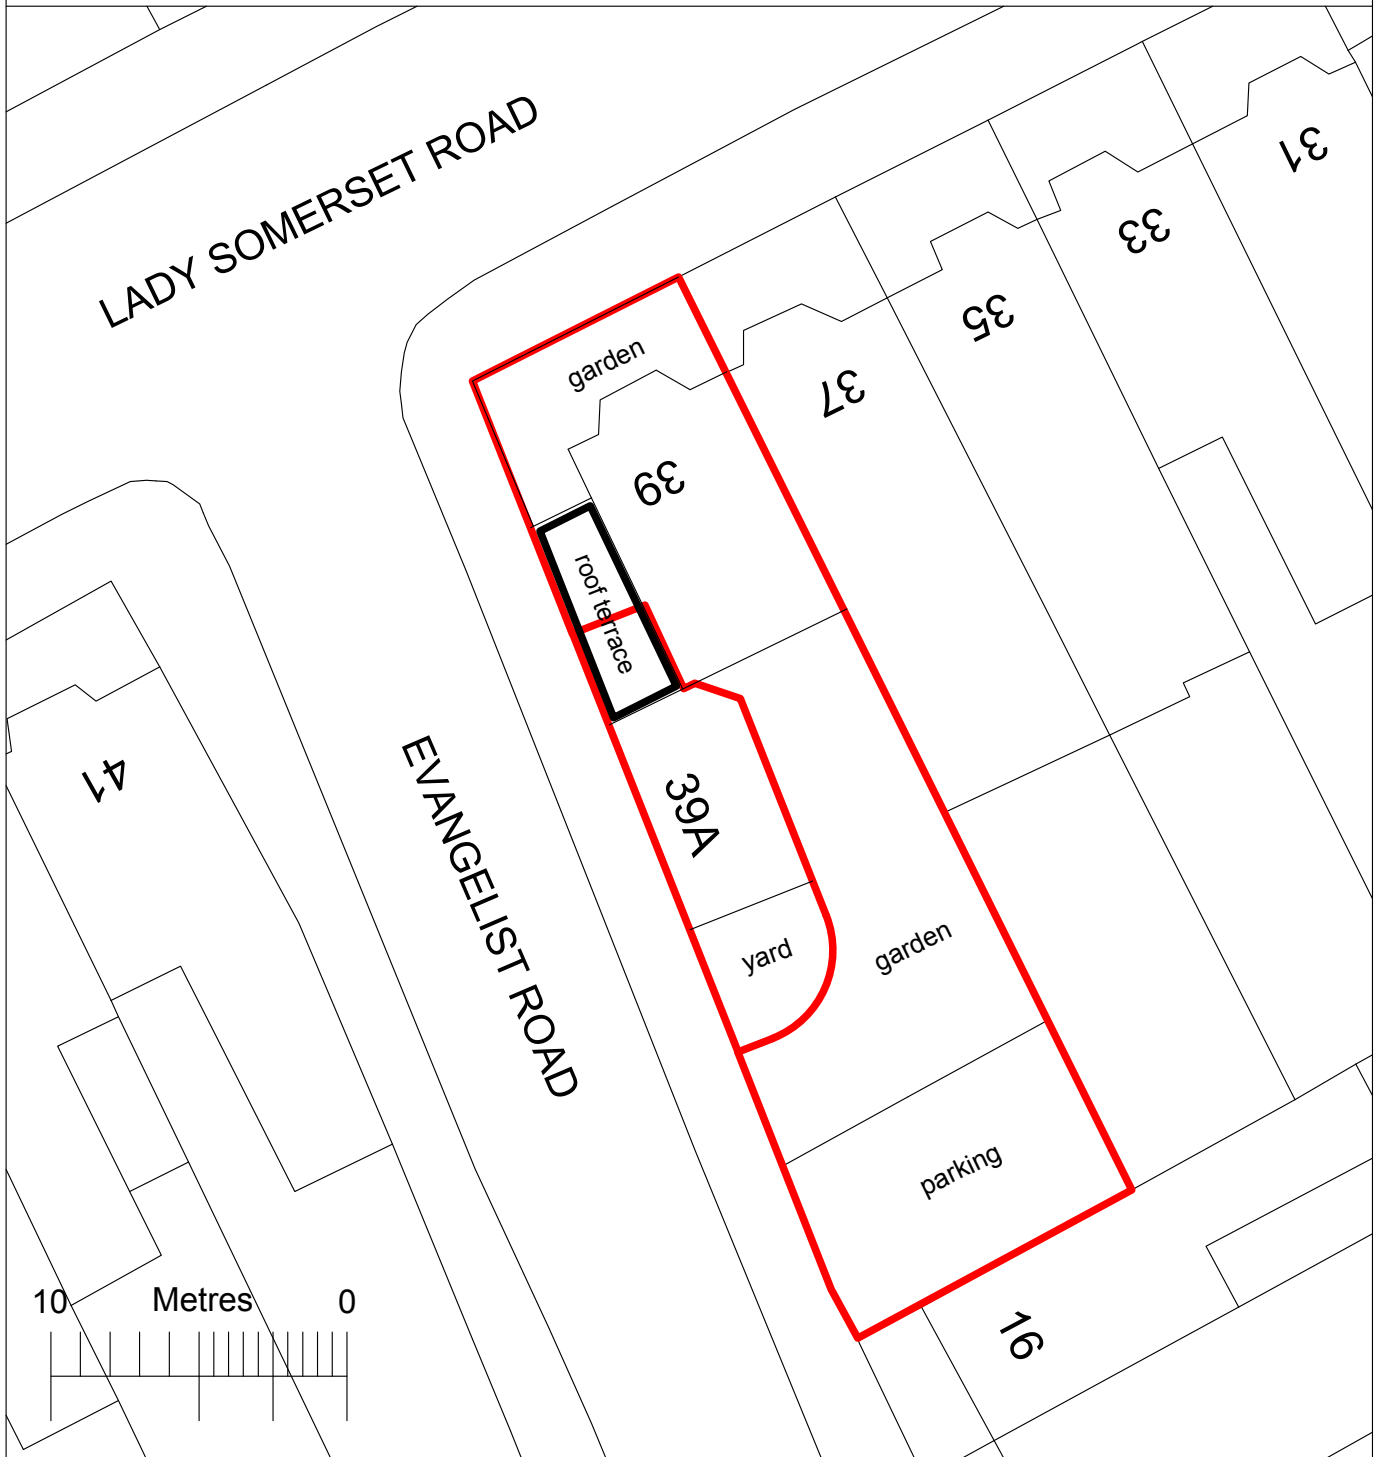 LADY SOMERSET ROAD
31
33
35
garden
37
39
roof terrace
41
EVANGELIST ROAD
39A
yard
garden
parking
10 Metres 0
16